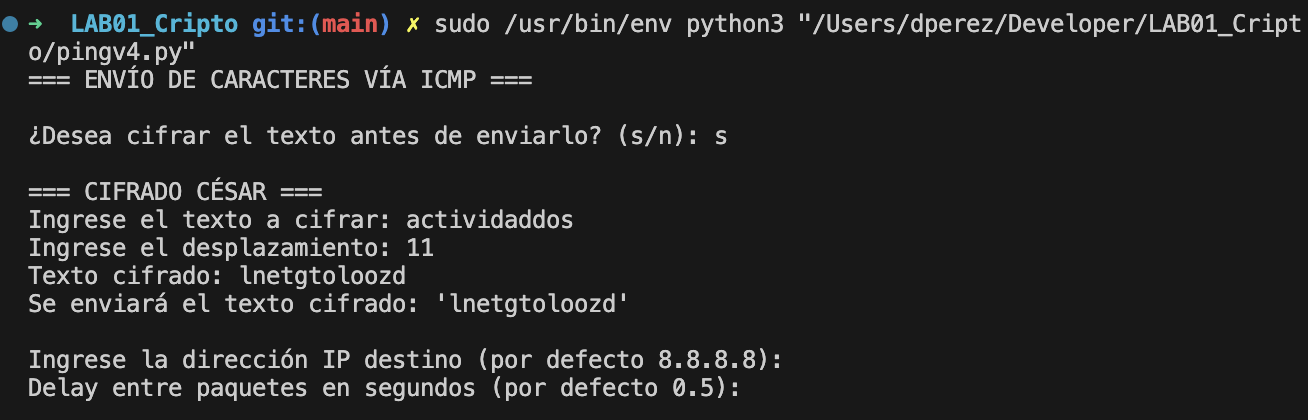 ➜ LAB01_Cripto git:(main) ✗ sudo /usr/bin/env python3 "/Users/dperez/Developer/LAB01_Cript
o/pingv4.py"
=== ENVÍO DE CARACTERES VÍA ICMP ===
¿Desea cifrar el texto antes de enviarlo? (s/n): s
=== CIFRADO CÉSAR ===
Ingrese el texto a cifrar: actividaddos
Ingrese el desplazamiento: 11
Texto cifrado: lnetgtoloozd
Se enviará el texto cifrado: 'lnetgtoloozd'
Ingrese la dirección IP destino (por defecto 8.8.8.8):
Delay entre paquetes en segundos (por defecto 0.5):